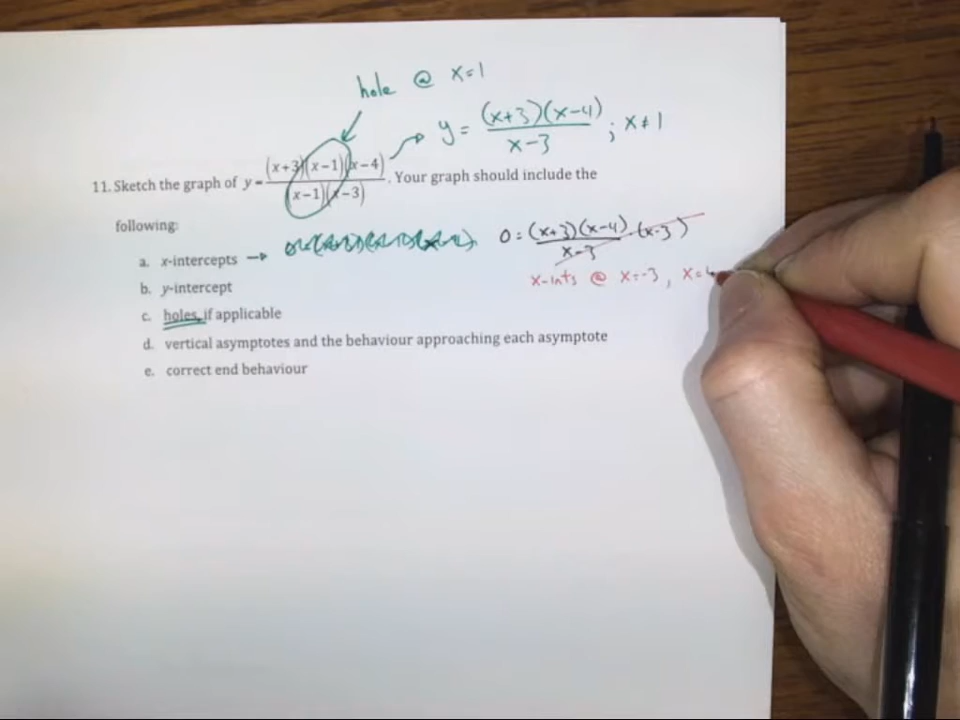 hole @ x=1
y = (x+3)(x-4) / x-3 ; x≠1
11. Sketch the graph of y = (x+3)(x-1)(x-4) / (x-1)(x-3) . Your graph should include the
following:
a. x-intercepts →
0 = (x+3)(x-4) / x-3 · (x-3)
x-ints @ x=-3, x=4
b. y-intercept
c. holes, if applicable
d. vertical asymptotes and the behaviour approaching each asymptote
e. correct end behaviour